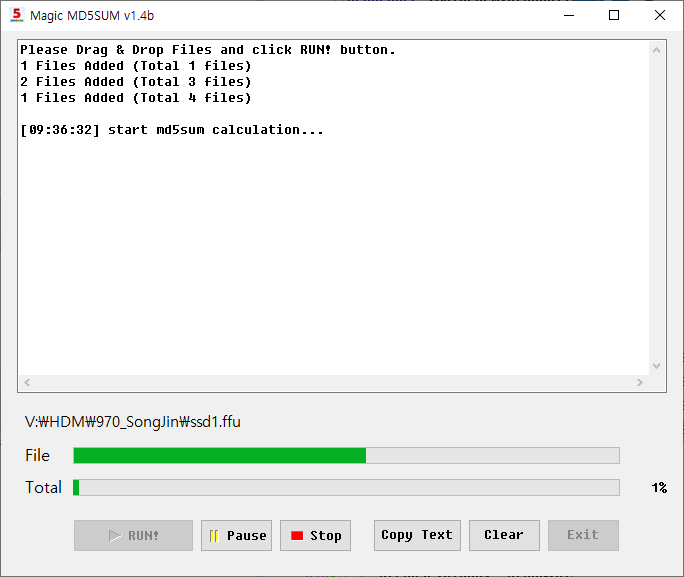 5 Magic MD5SUM v1.4b
Please Drag & Drop Files and click RUN! button.
1 Files Added (Total 1 files)
2 Files Added (Total 3 files)
1 Files Added (Total 4 files)
[09:36:32] start md5sum calculation...
V:₩HDM₩970_SongJin₩ssd1.ffu
File
Total 1%
RUN! Pause Stop Copy Text Clear Exit